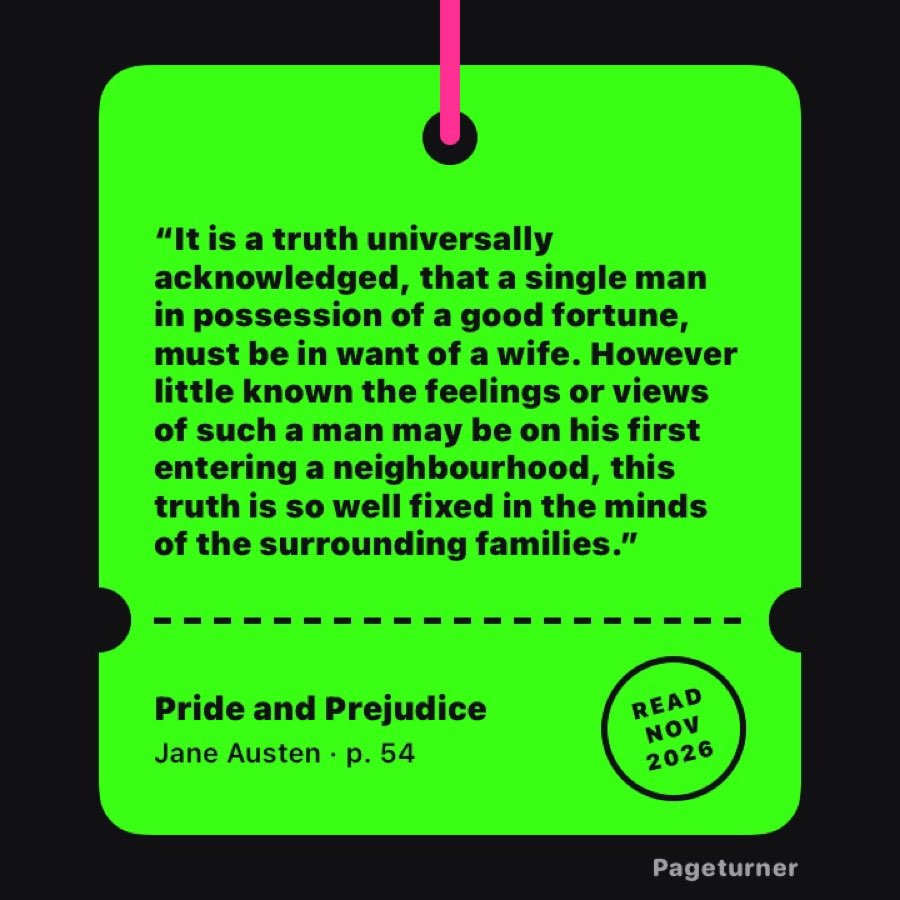 “It is a truth universally
acknowledged, that a single man
in possession of a good fortune,
must be in want of a wife. However
little known the feelings or views
of such a man may be on his first
entering a neighbourhood, this
truth is so well fixed in the minds
of the surrounding families.”
Pride and Prejudice
Jane Austen · p. 54
READ
NOV
2026
Pageturner